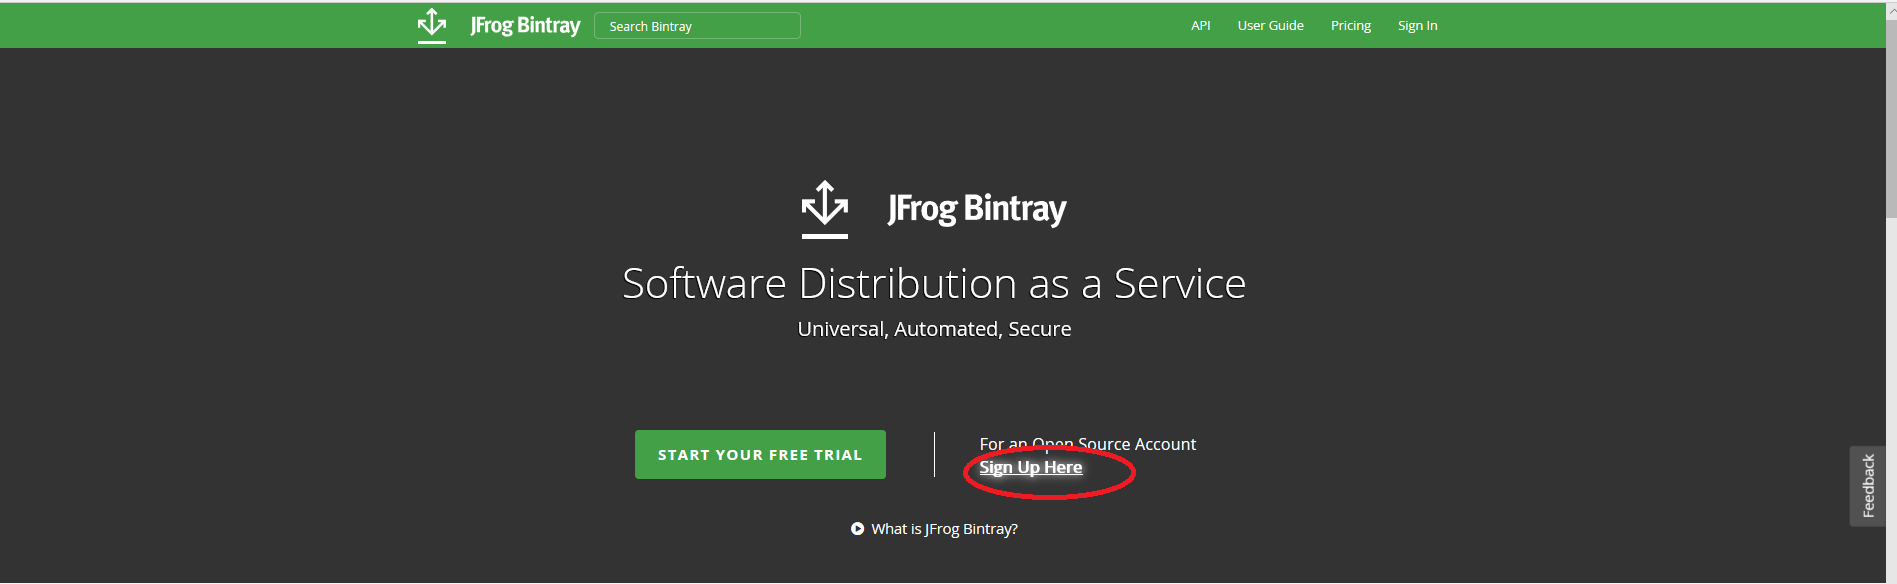 JFrog Bintray
Search Bintray
API
User Guide
Pricing
Sign In
JFrog Bintray
Software Distribution as a Service
Universal, Automated, Secure
START YOUR FREE TRIAL
For an Open Source Account
Sign Up Here
What is JFrog Bintray?
Feedback